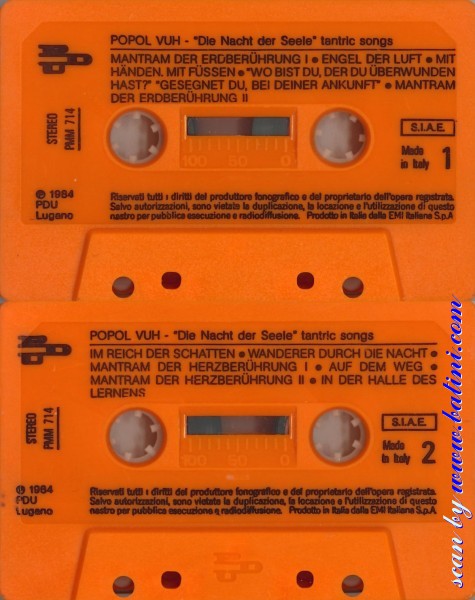 POPOL VUH - "Die Nacht der Seele" tantric songs
MANTRAM DER ERDBERÜHRUNG I • ENGEL DER LUFT • MIT
HÄNDEN, MIT FÜSSEN • "WO BIST DU, DER DU ÜBERWUNDEN
HAST?" "GESEGNET DU, BEI DEINER ANKUNFT" • MANTRAM
DER ERDBERÜHRUNG II
STEREO
PMM 714
S.I.A.E.
Made
in Italy 1
100 50 0
℗ 1984
PDU
Lugano
Riservati tutti i diritti del produttore fonografico e del proprietario dell'opera registrata.
Salvo autorizzazioni, sono vietate la duplicazione, la locazione e l'utilizzazione di questo
nastro per pubblica esecuzione e radiodiffusione. Prodotto in Italia dalla EMI Italiana S.p.A
POPOL VUH - "Die Nacht der Seele" tantric songs
IM REICH DER SCHATTEN • WANDERER DURCH DIE NACHT •
MANTRAM DER HERZBERÜHRUNG I • AUF DEM WEG •
MANTRAM DER HERZBERÜHRUNG II • IN DER HALLE DES
LERNENS
STEREO
PMM 714
S.I.A.E.
Made
in Italy 2
100 50 0
℗ 1984
PDU
Lugano
Riservati tutti i diritti del produttore fonografico e del proprietario dell'opera registrata.
Salvo autorizzazioni, sono vietate la duplicazione, la locazione e l'utilizzazione di questo
nastro per pubblica esecuzione e radiodiffusione. Prodotto in Italia dalla EMI Italiana S.p.A
scan by www.batini.com